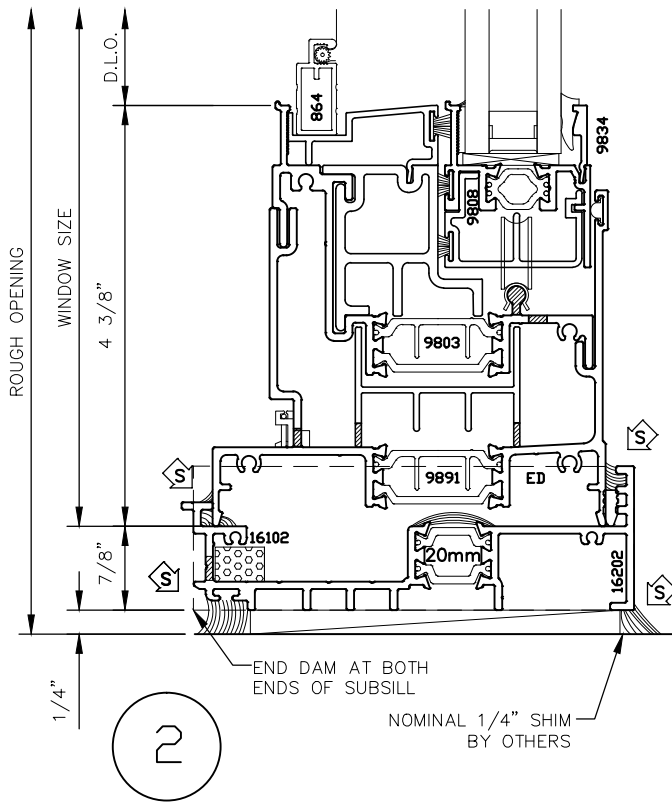 ROUGH OPENING
WINDOW SIZE
D.L.O.
4 3/8"
7/8"
1/4"
864
9834
9808
9803
9891
ED
16102
20mm
16202
S
S
S
S
END DAM AT BOTH
ENDS OF SUBSILL
NOMINAL 1/4" SHIM
BY OTHERS
2